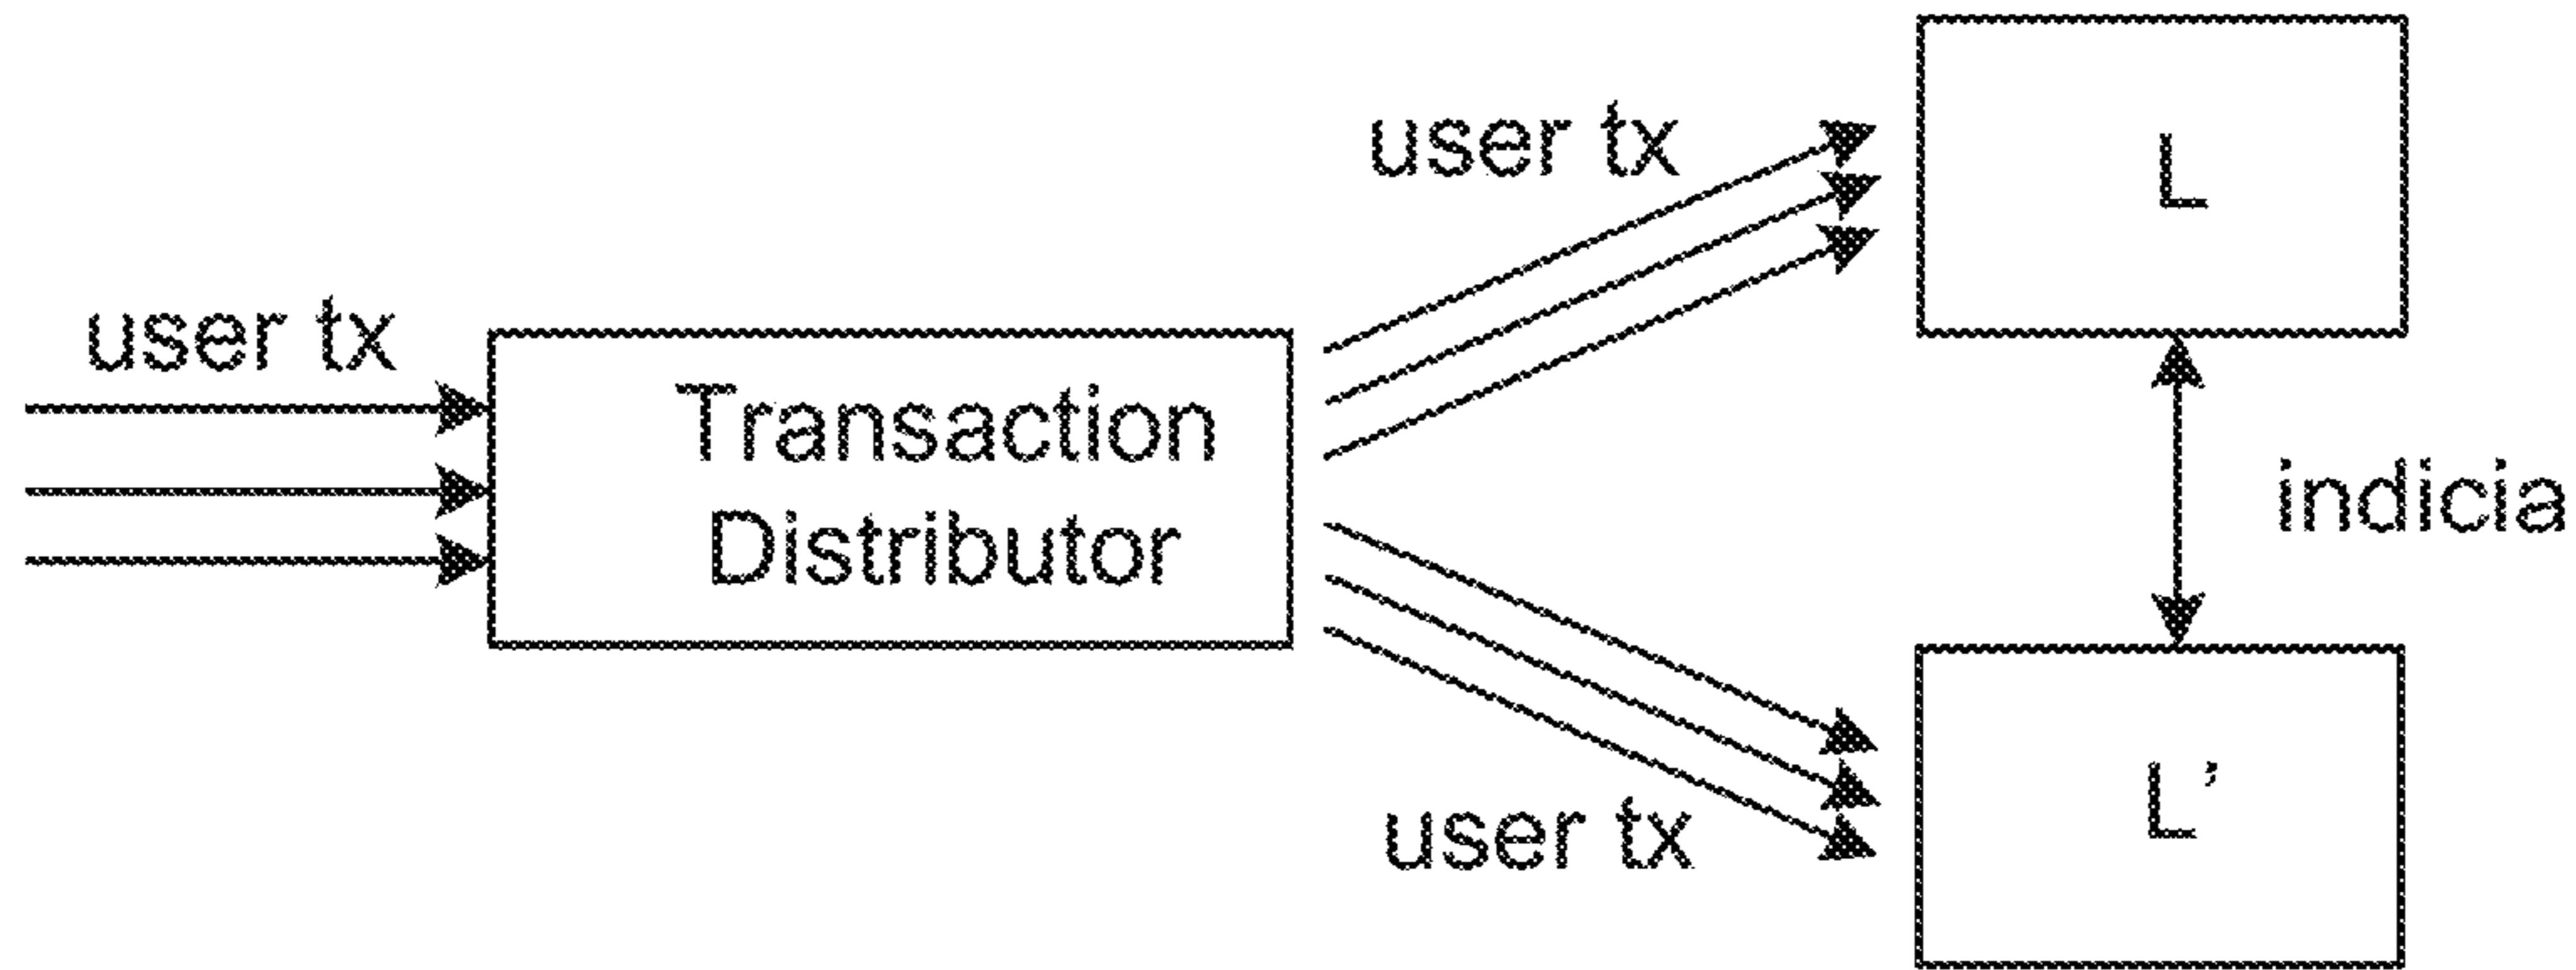 user tx
Transaction
Distributor
user tx
user tx
L
indicia
L’